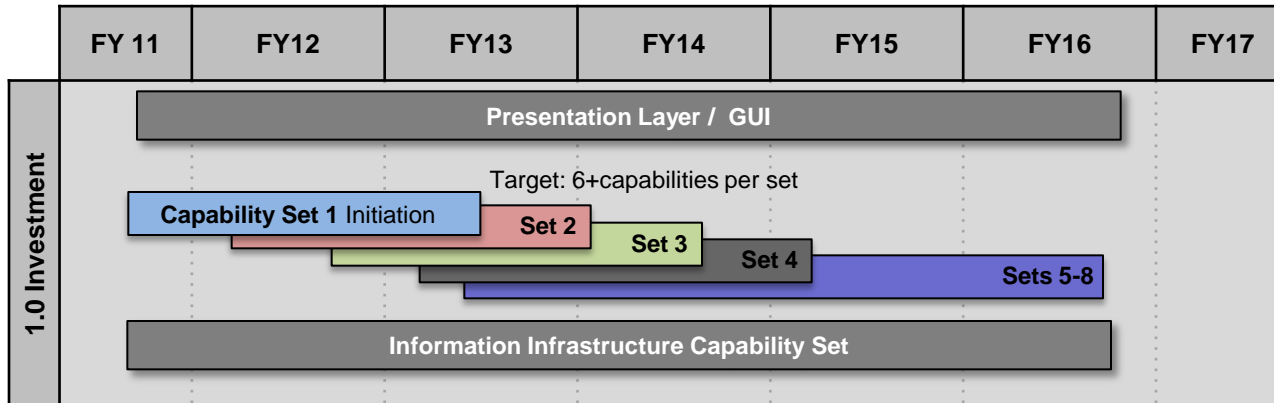 FY 11 FY12 FY13 FY14 FY15 FY16 FY17
1.0 Investment
Presentation Layer / GUI
Target: 6+capabilities per set
Capability Set 1 Initiation
Set 2
Set 3
Set 4
Sets 5-8
Information Infrastructure Capability Set